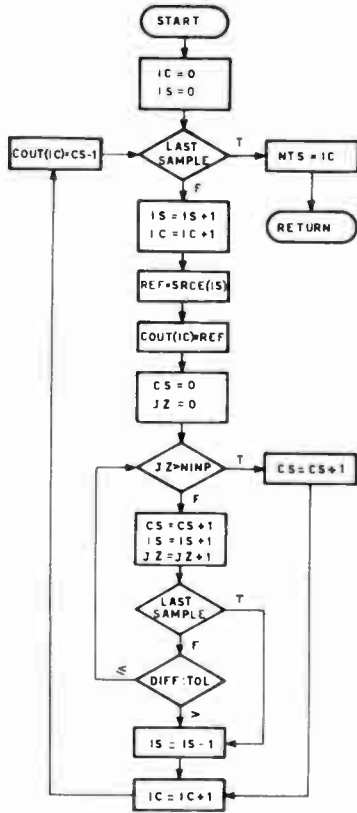 START
IC=0
IS=0
COUT(IC)=CS-1
LAST
SAMPLE
T
NTS = IC
F
RETURN
IS=IS+1
IC=IC+1
REF=SRCE(IS)
COUT(IC)=REF
CS=0
JZ=0
JZ>NINP
T
CS=CS+1
F
CS=CS+1
IS=IS+1
JZ=JZ+1
LAST
SAMPLE
T
F
DIFF:TOL
>
IS=IS-1
IC=IC+1